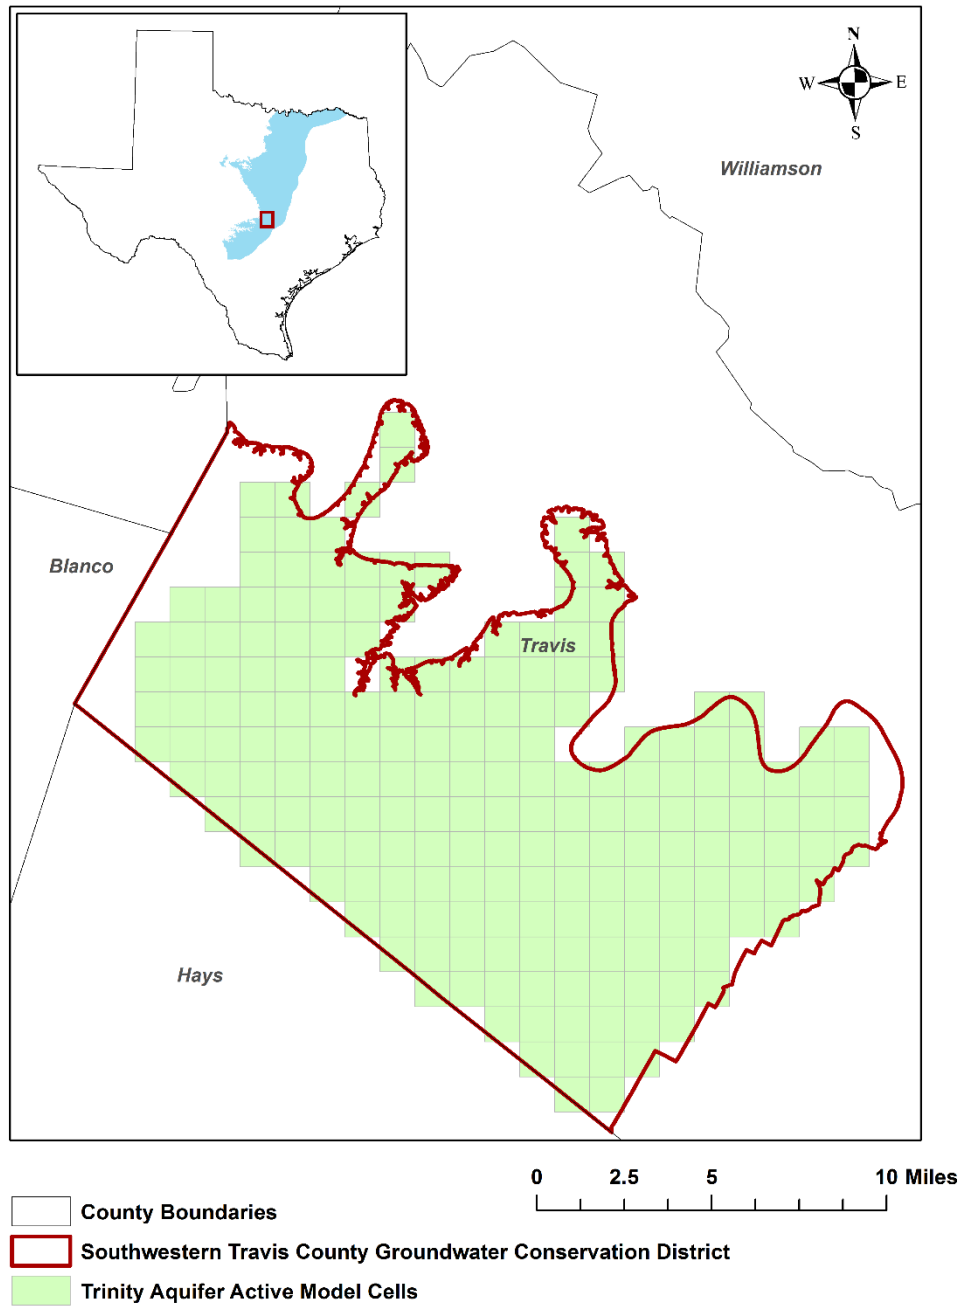 N
W E
S
Williamson
Blanco
Travis
Hays
0 2.5 5 10 Miles
County Boundaries
Southwestern Travis County Groundwater Conservation District
Trinity Aquifer Active Model Cells